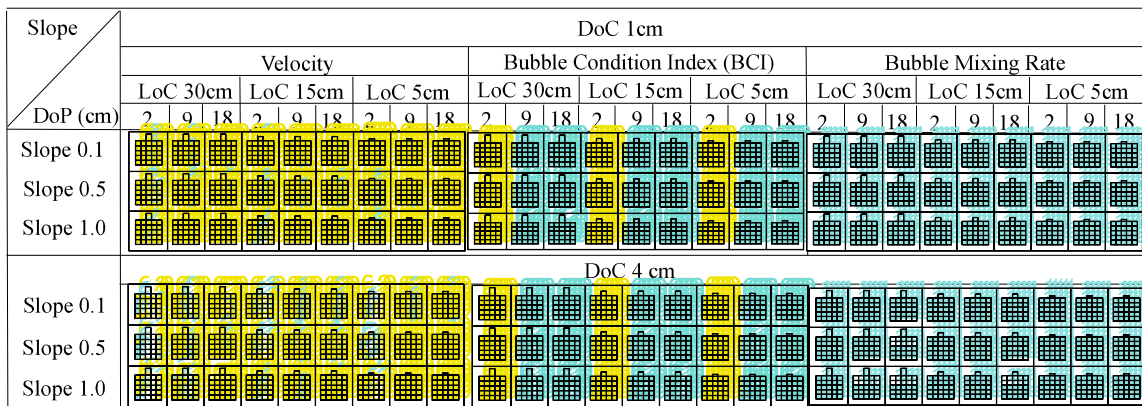 Slope
DoC 1cm
Velocity
Bubble Condition Index (BCI)
Bubble Mixing Rate
LoC 30cm LoC 15cm LoC 5cm LoC 30cm LoC 15cm LoC 5cm LoC 30cm LoC 15cm LoC 5cm
DoP (cm) 2 9 18 2 9 18 2 9 18 2 9 18 2 9 18 2 9 18 2 9 18 2 9 18 2 9 18
Slope 0.1
Slope 0.5
Slope 1.0
DoC 4 cm
Slope 0.1
Slope 0.5
Slope 1.0